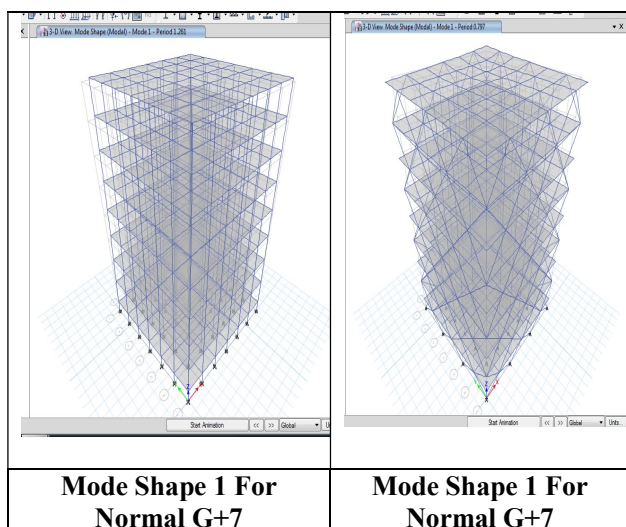 3-D View Mode Shape (Modal) - Mode 1 - Period 1.261
3-D View Mode Shape (Modal) - Mode 1 - Period 0.797
Start Animation << >> Global
Start Animation << >> Global Units...
Mode Shape 1 For
Normal G+7
Mode Shape 1 For
Normal G+7